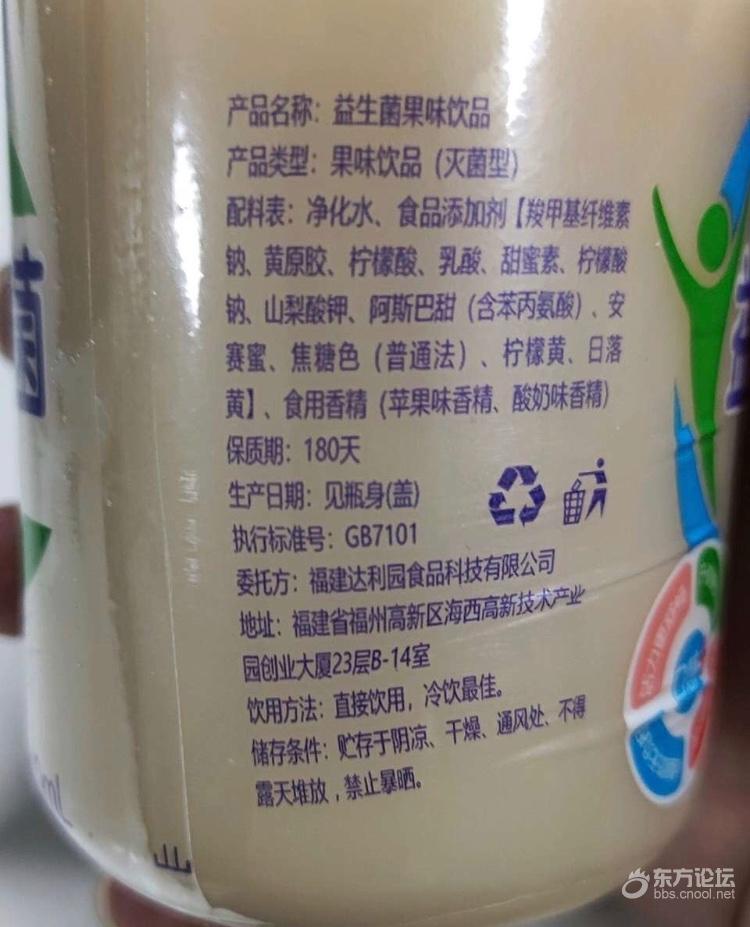 产品名称：益生菌果味饮品
产品类型：果味饮品（灭菌型）
配料表：净化水、食品添加剂【羧甲基纤维素
钠、黄原胶、柠檬酸、乳酸、甜蜜素、柠檬酸
钠、山梨酸钾、阿斯巴甜（含苯丙氨酸）、安
赛蜜、焦糖色（普通法）、柠檬黄、日落
黄】、食用香精（苹果味香精、酸奶味香精）
保质期：180天
生产日期：见瓶身(盖)
执行标准号：GB7101
委托方：福建达利园食品科技有限公司
地址：福建省福州高新区海西高新技术产业
园创业大厦23层B-14室
饮用方法：直接饮用，冷饮最佳。
储存条件：贮存于阴凉、干燥、通风处、不得
露天堆放，禁止暴晒。
菌
mL
东方论坛
bbs.cnool.net